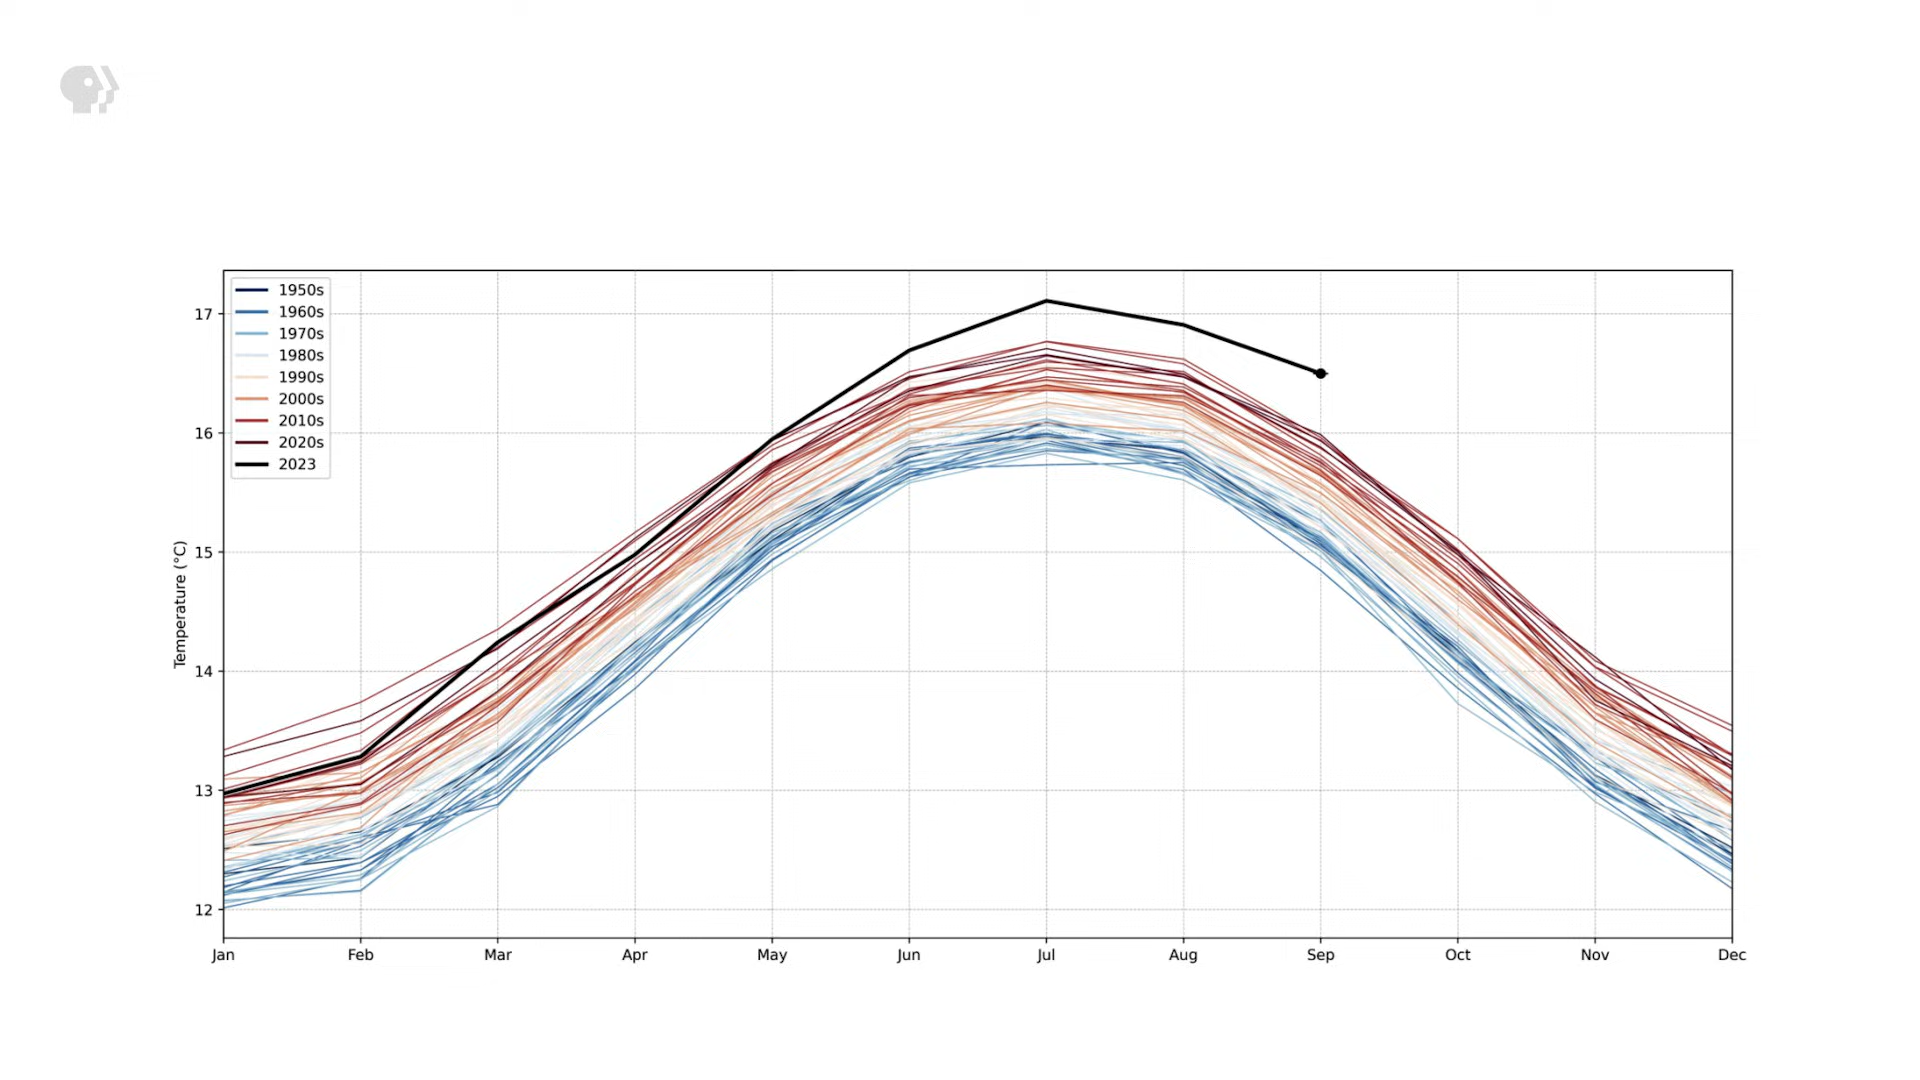 1950s
1960s
1970s
1980s
1990s
2000s
2010s
2020s
2023
17
16
15
14
13
12
Temperature (°C)
Jan Feb Mar Apr May Jun Jul Aug Sep Oct Nov Dec